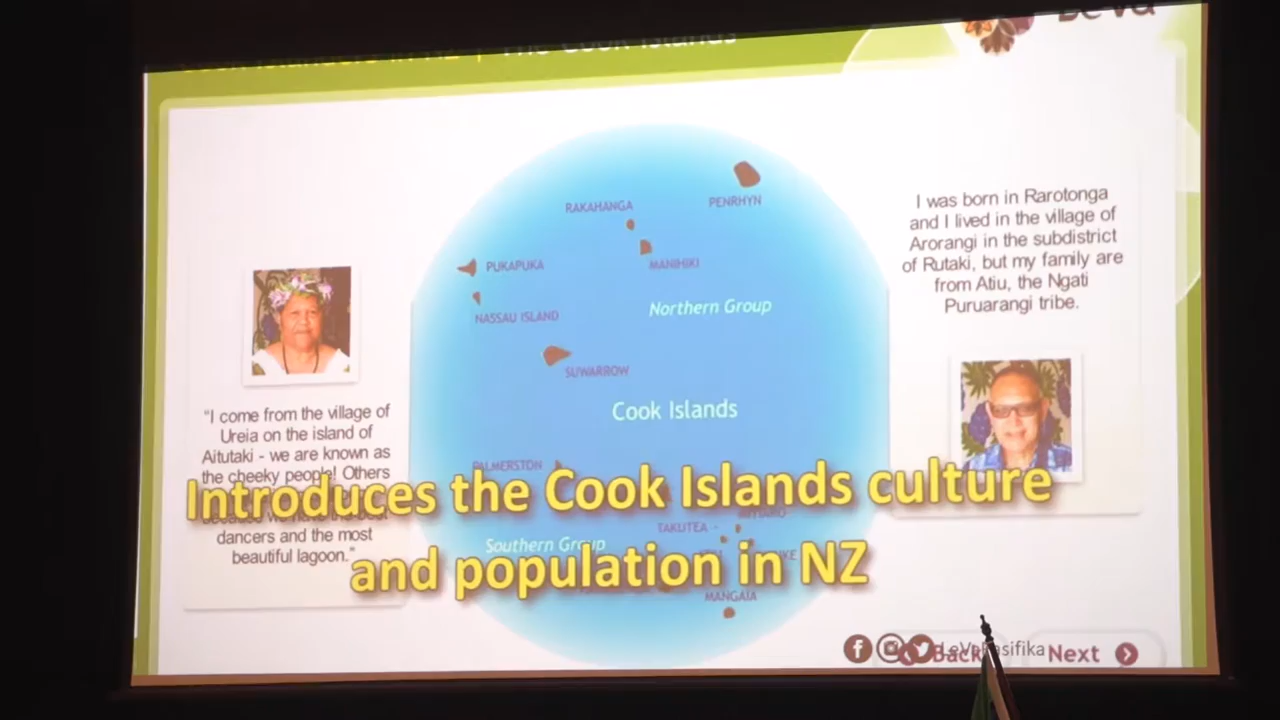 The Cook Islands
Le Va
RAKAHANGA
PENRHYN
PUKAPUKA
MANIHIKI
NASSAU ISLAND
Northern Group
SUWARROW
Cook Islands
PALMERSTON
TAKUTEA
Southern Group
MANGAIA
I was born in Rarotonga
and I lived in the village of
Arorangi in the subdistrict
of Rutaki, but my family are
from Atiu, the Ngati
Puruarangi tribe.
"I come from the village of
Ureia on the island of
Aitutaki - we are known as
the cheeky people! Others
dancers and the most
beautiful lagoon."
Introduces the Cook Islands culture
and population in NZ
LeVaPasifika
Back
Next